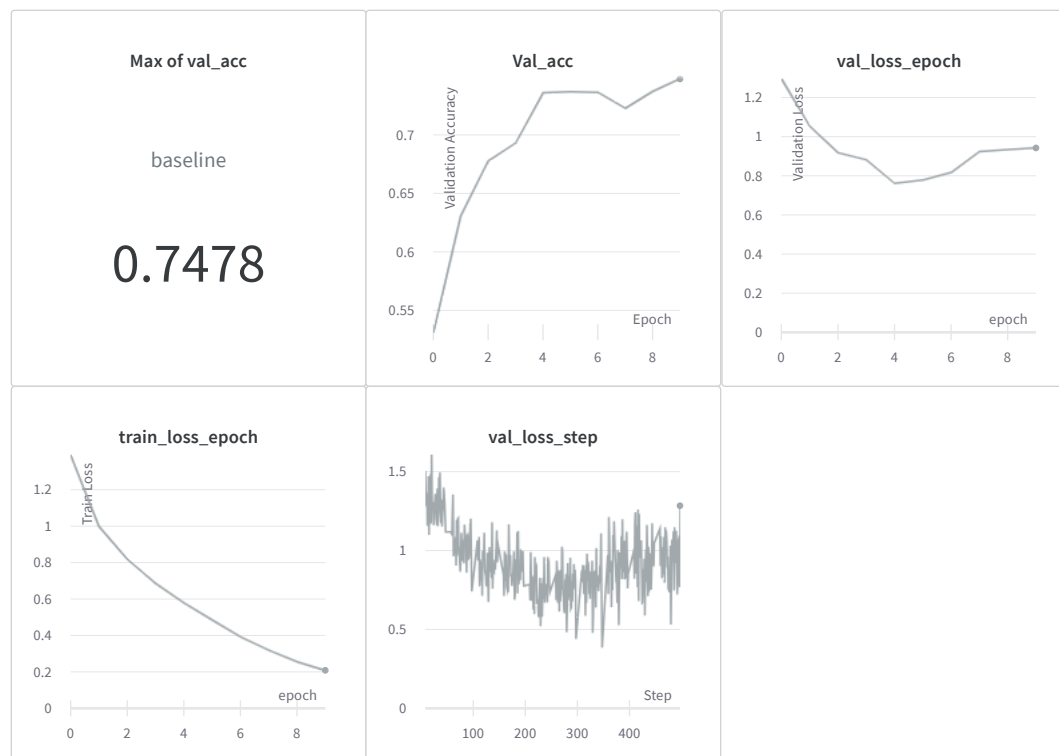 Max of val_acc
baseline
0.7478
Val_acc
Validation Accuracy
0.7
0.65
0.6
0.55
Epoch
0 2 4 6 8
val_loss_epoch
Validation Loss
1.2
1
0.8
0.6
0.4
0.2
0
epoch
0 2 4 6 8
train_loss_epoch
Train Loss
1.2
1
0.8
0.6
0.4
0.2
0
epoch
0 2 4 6 8
val_loss_step
1.5
1
0.5
0
Step
100 200 300 400